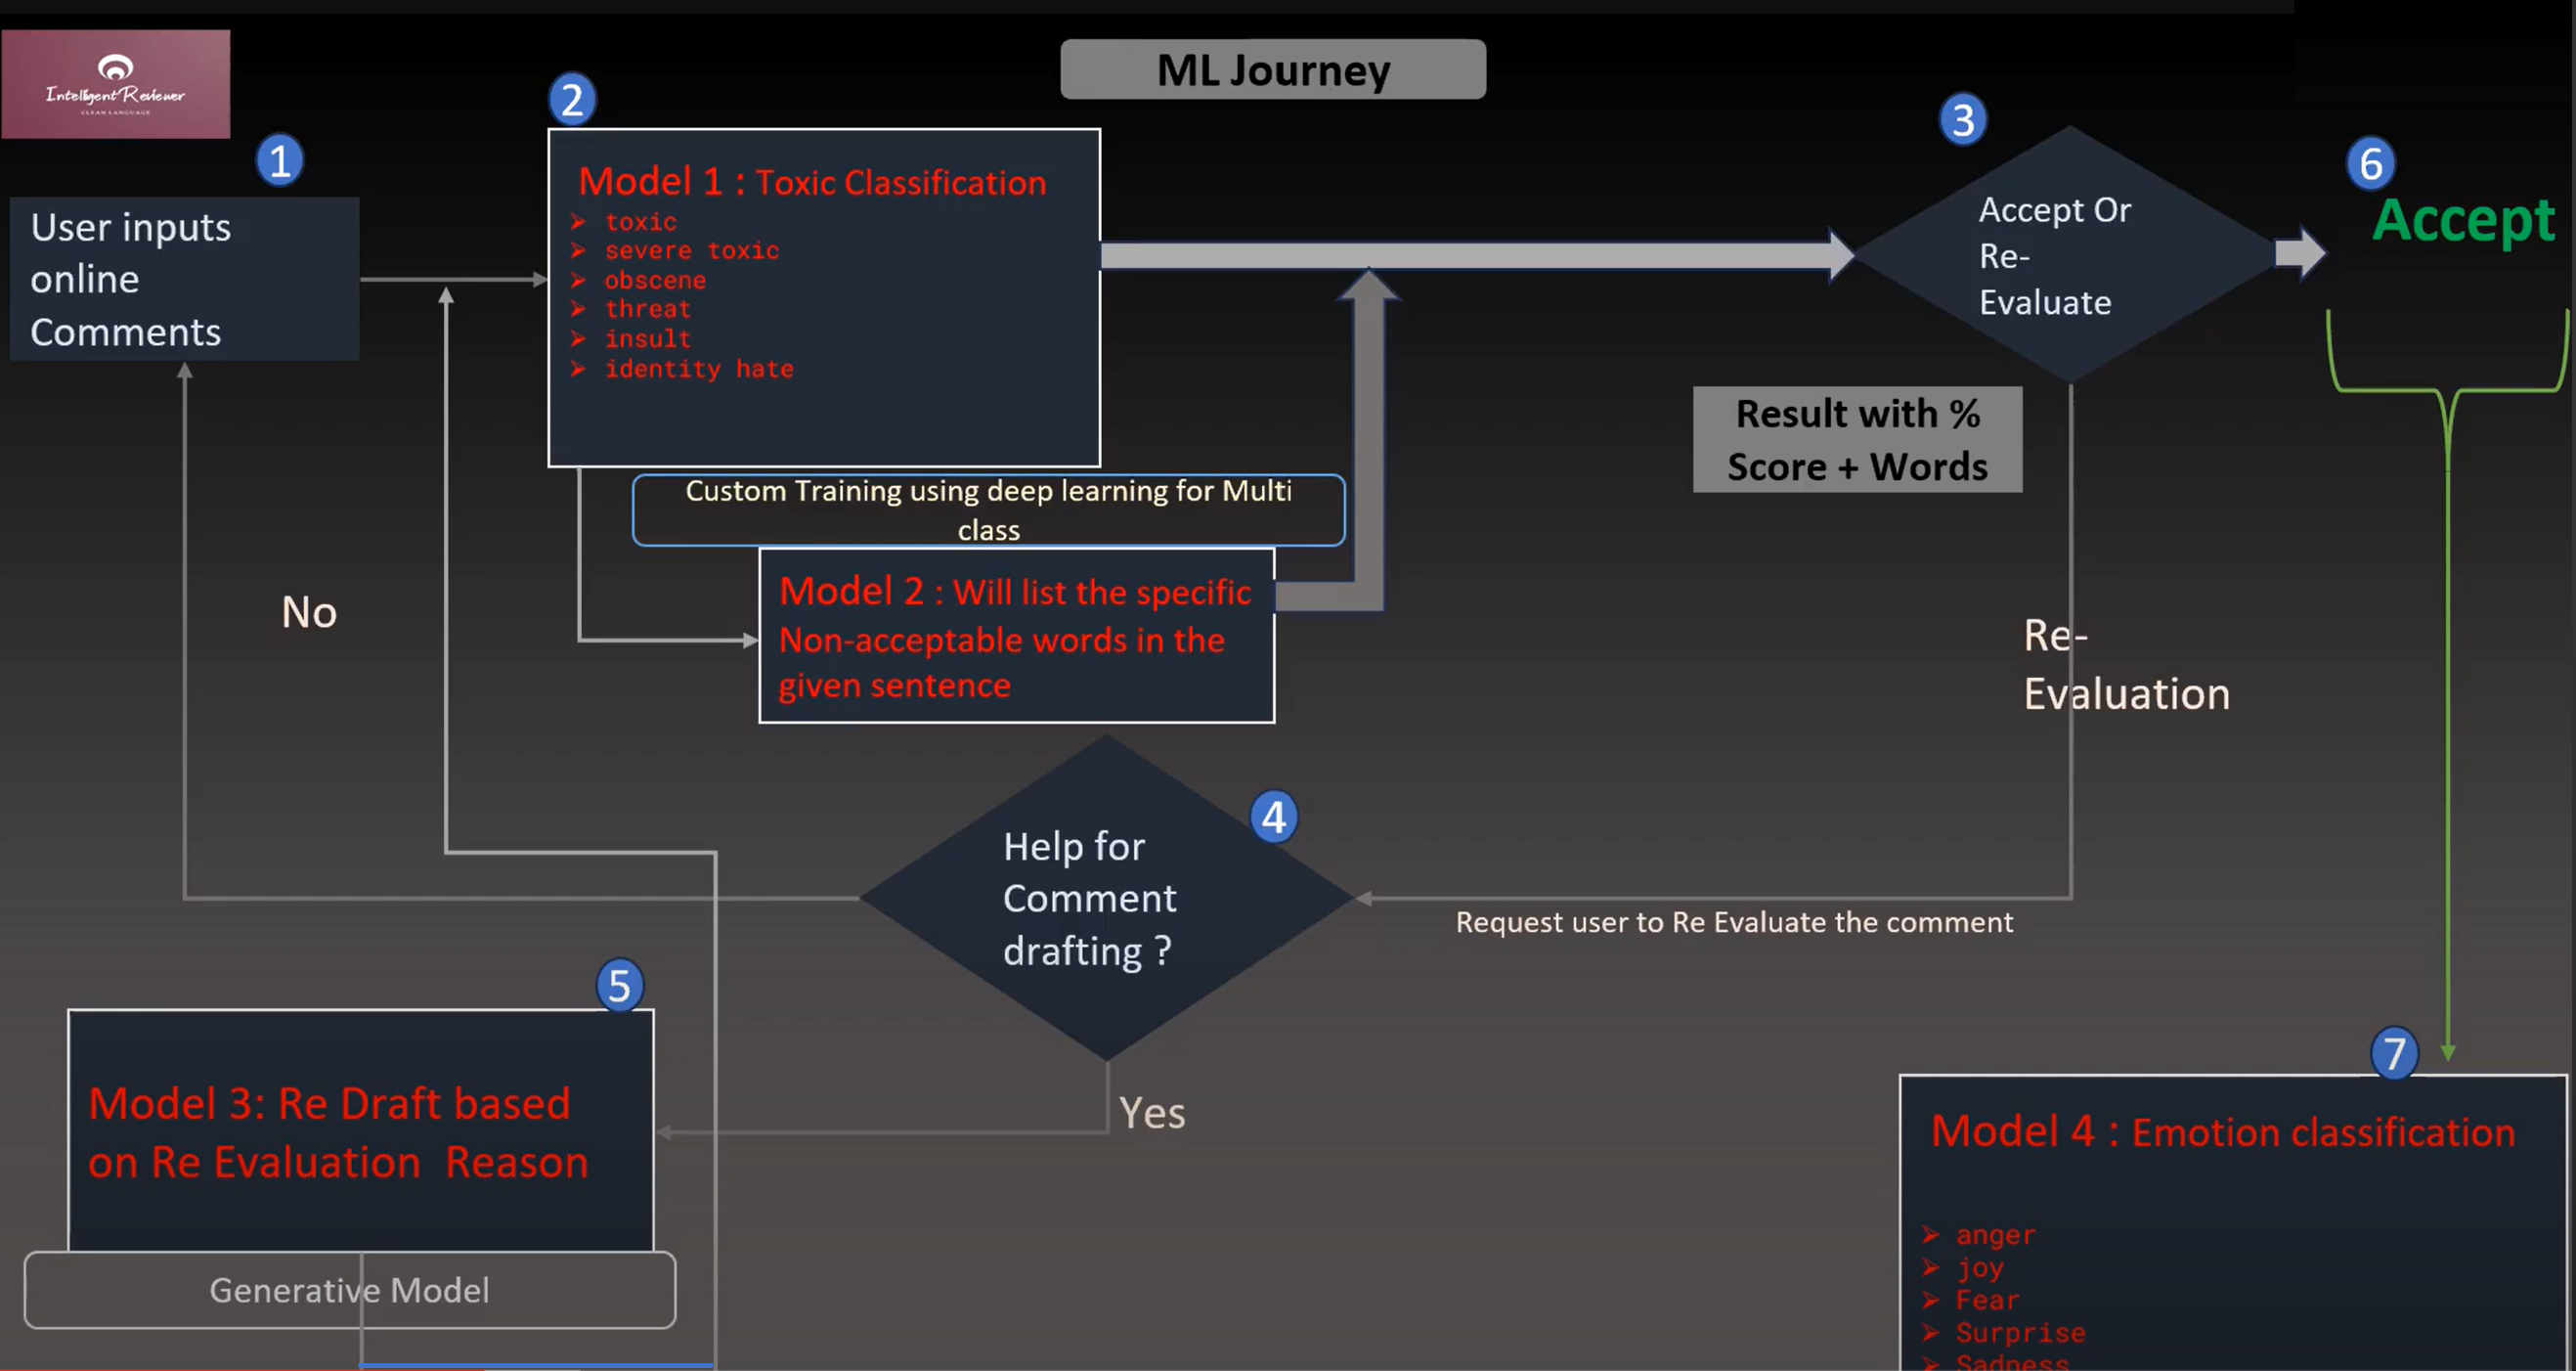 ML Journey
Intelligent Reviewer
CLEAN LANGUAGE
1
User inputs
online
Comments
2
Model 1 : Toxic Classification
➢ toxic
➢ severe toxic
➢ obscene
➢ threat
➢ insult
➢ identity hate
Custom Training using deep learning for Multi
class
Model 2 : Will list the specific
Non-acceptable words in the
given sentence
3
Accept Or
Re-
Evaluate
Result with %
Score + Words
6
Accept
No
Re-
Evaluation
4
Help for
Comment
drafting ?
Request user to Re Evaluate the comment
Yes
5
Model 3: Re Draft based
on Re Evaluation  Reason
Generative Model
7
Model 4 : Emotion classification
➢ anger
➢ joy
➢ Fear
➢ Surprise
➢ Sadness